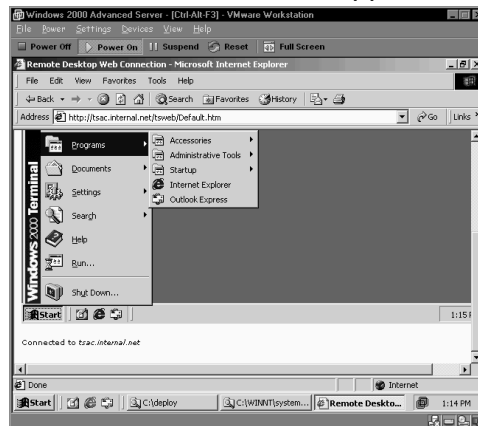 Windows 2000 Advanced Server - [Ctrl-Alt-F3] - VMware Workstation
File Power Settings Devices View Help
Power Off Power On Suspend Reset Full Screen
Remote Desktop Web Connection - Microsoft Internet Explorer
File Edit View Favorites Tools Help
Back Search Favorites History
Address http://tsac.internal.net/tsweb/Default.htm Go Links
Programs
Documents
Settings
Search
Help
Run...
Shut Down...
Windows 2000 Terminal
Accessories
Administrative Tools
Startup
Internet Explorer
Outlook Express
Start 1:15
Connected to tsac.internal.net
Done Internet
Start C:\deploy C:\WINNT\system... Remote Deskto... 1:14 PM